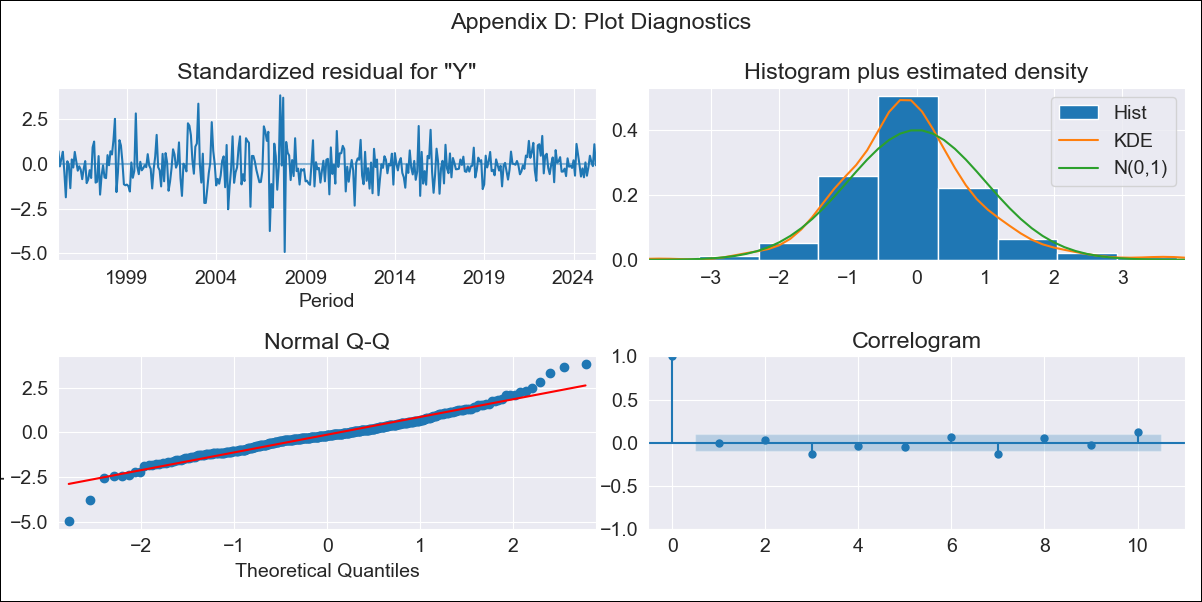 Appendix D: Plot Diagnostics
Standardized residual for "Y"
2.5
0.0
−2.5
−5.0
1999 2004 2009 2014 2019 2024
Period
Histogram plus estimated density
0.4
0.2
0.0
Hist
KDE
N(0,1)
−3 −2 −1 0 1 2 3
Normal Q-Q
2.5
0.0
−2.5
−5.0
−2 −1 0 1 2
Theoretical Quantiles
Correlogram
1.0
0.5
0.0
−0.5
−1.0
0 2 4 6 8 10